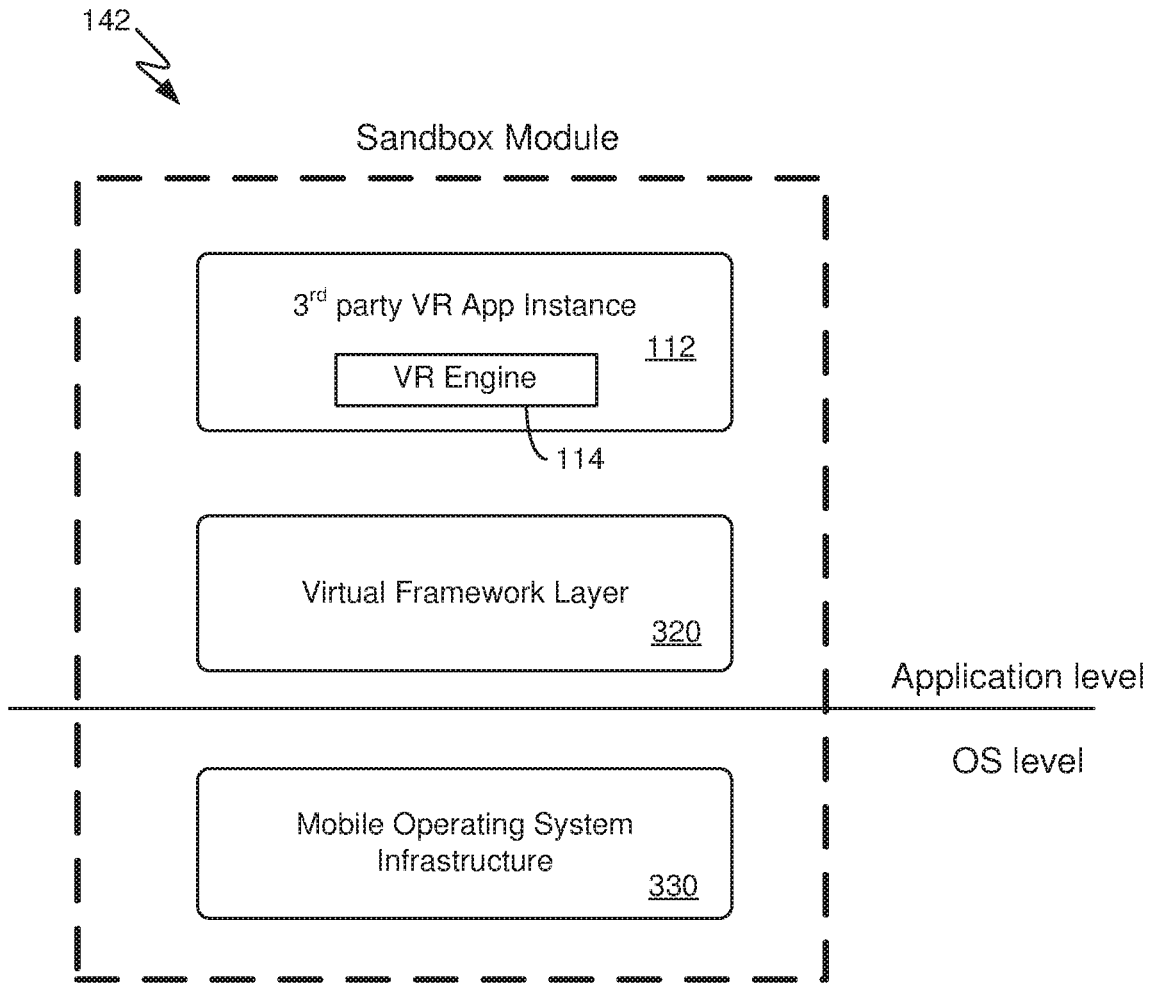 142
Sandbox Module
3rd party VR App Instance
112
VR Engine
114
Virtual Framework Layer
320
Application level
OS level
Mobile Operating System
Infrastructure
330